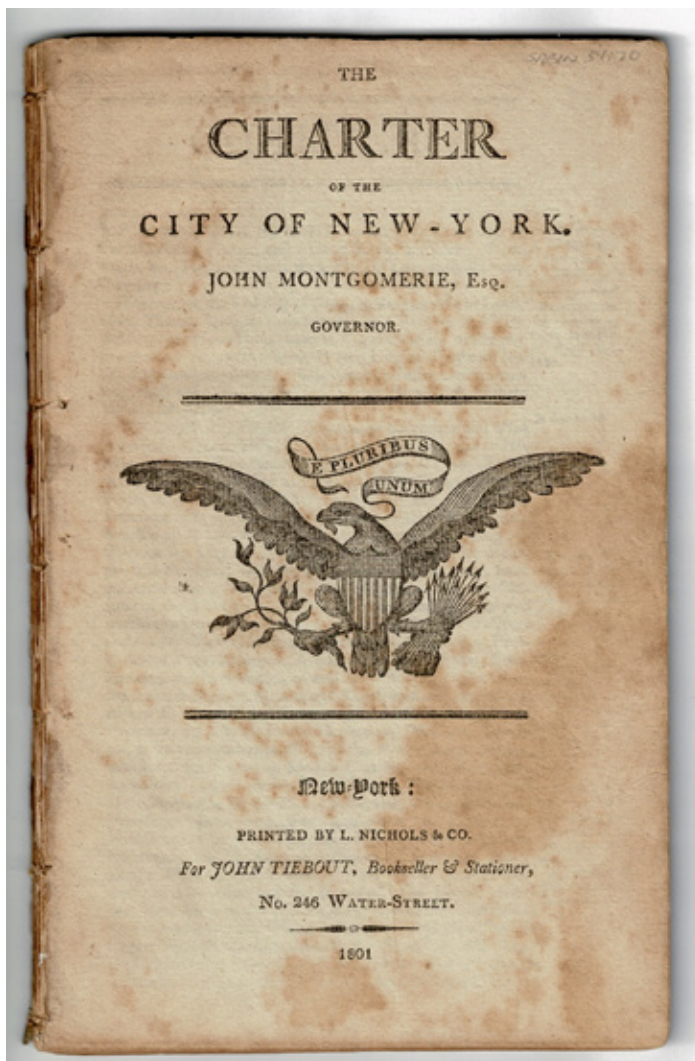 THE
CHARTER
OF THE
CITY OF NEW-YORK.
JOHN MONTGOMERIE, Esq.
GOVERNOR.
E PLURIBUS
UNUM
New-York :
PRINTED BY L. NICHOLS & CO.
For JOHN TIEBOUT, Bookseller & Stationer,
No. 246 Water-Street.
1801